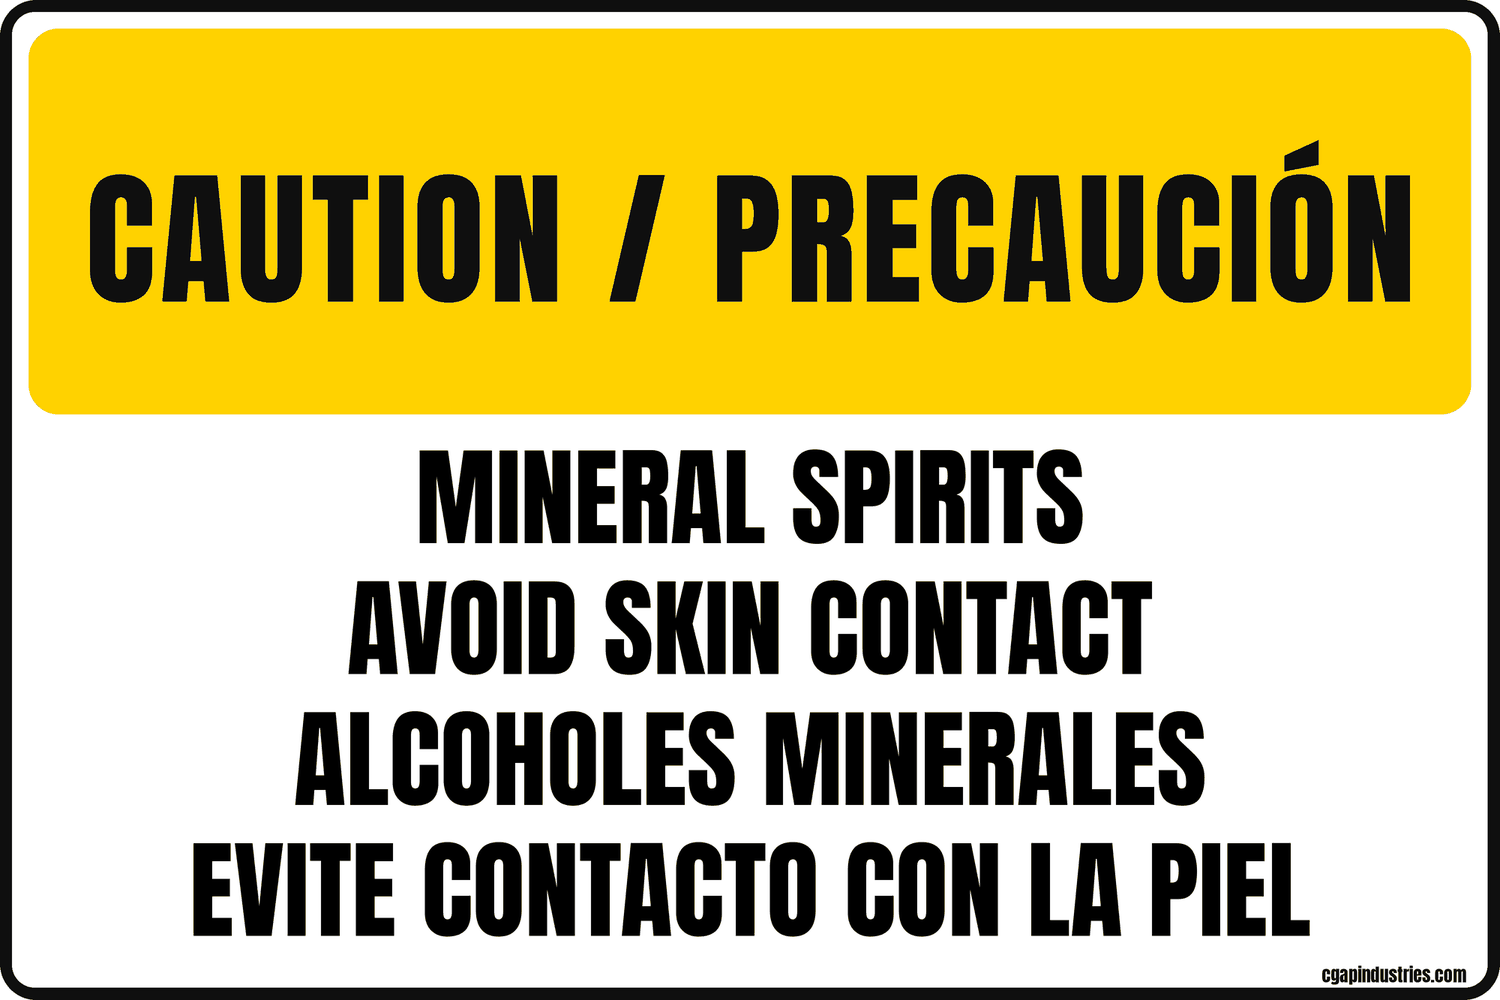 CAUTION / PRECAUCIÓN
MINERAL SPIRITS
AVOID SKIN CONTACT
ALCOHOLES MINERALES
EVITE CONTACTO CON LA PIEL
cgapindustries.com